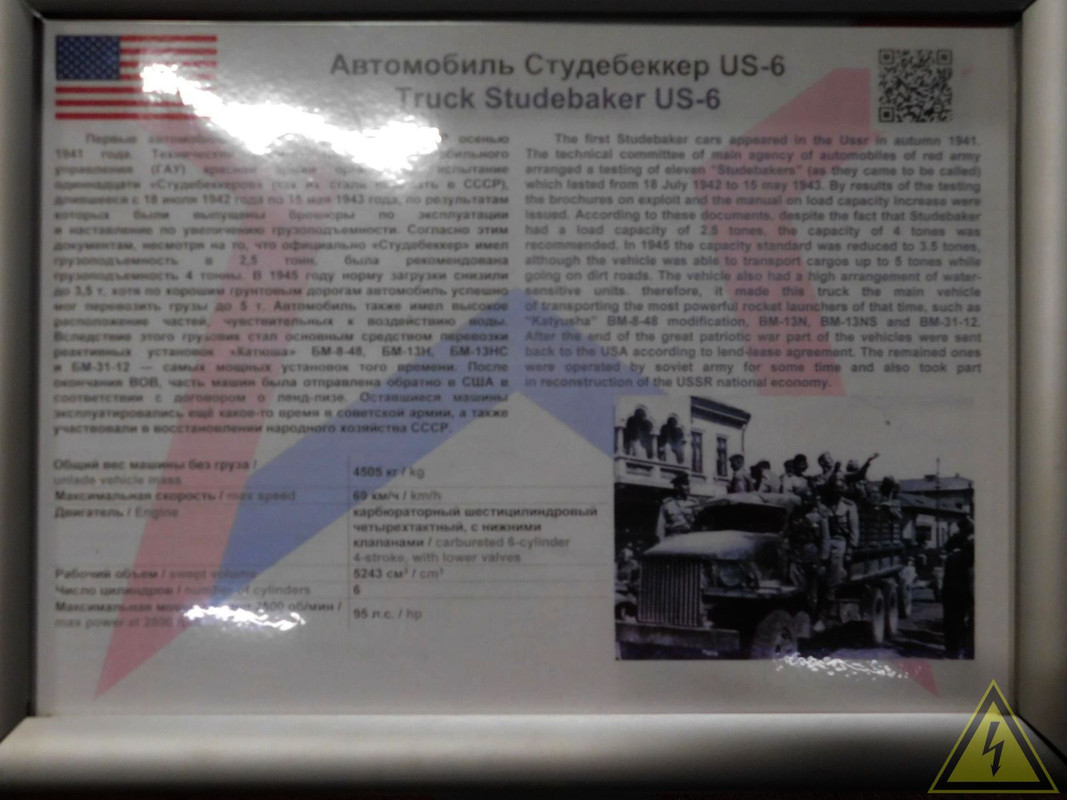 Автомобиль Студебеккер US-6
Truck Studebaker US-6
Первые осенью
1941 года.
управления (ГАУ) испытание
одиннадцати «Студебеккеров» (как их стали в СССР),
длившееся с 18 июля 1942 года по 15 мая 1943 года, по результатам
которых были выпущены брошюры по эксплуатации
и наставление по увеличению грузоподъемности. Согласно этим
документам, несмотря на то, что официально «Студебеккер» имел
грузоподъемность в 2,5 тонн, была рекомендована
грузоподъемность 4 тонны. В 1945 году норму загрузки снизили
до 3,5 т, хотя по хорошим грунтовым дорогам автомобиль успешно
мог перевозить грузы до 5 т. Автомобиль также имел высокое
расположение частей, чувствительных к воздействию воды.
Вследствие этого грузовик стал основным средством перевозки
реактивных установок «Катюша» БМ-8-48, БМ-13Н, БМ-13НС
и БМ-31-12 — самых мощных установок того времени. После
окончания ВОВ, часть машин была отправлена обратно в США в
соответствии с договором о ленд-лизе. Оставшиеся машины
эксплуатировались ещё какое-то время в советской армии, а также
участвовали в восстановлении народного хозяйства СССР.
The first Studebaker cars appeared in the Ussr in autumn 1941.
The technical committee of main agency of automobiles of red army
arranged a testing of eleven "Studebakers" (as they came to be called)
which lasted from 18 July 1942 to 15 may 1943. By results of the testing
the brochures on exploit and the manual on load capacity increase were
issued. According to these documents, despite the fact that Studebaker
had a load capacity of 2.5 tones, the capacity of 4 tones was
recommended. In 1945 the capacity standard was reduced to 3.5 tones,
although the vehicle was able to transport cargos up to 5 tones while
going on dirt roads. The vehicle also had a high arrangement of water-
sensitive units. therefore, it made this truck the main vehicle
of transporting the most powerful rocket launchers of that time, such as
"Katyusha" BM-8-48 modification, BM-13N, BM-13NS and BM-31-12.
After the end of the great patriotic war part of the vehicles were sent
back to the USA according to lend-lease agreement. The remained ones
were operated by soviet army for some time and also took part
in reconstruction of the USSR national economy.
Общий вес машины без груза /
unlade vehicle mass
4505 кг / kg
Максимальная скорость / max speed
69 км/ч / km/h
Двигатель / Engine
карбюраторный шестицилиндровый
четырехтактный, с нижними
клапанами / carbursted 6-cylinder
4-stroke, with lower valves
Рабочий объем / swept volume
5243 см³ / cm³
Число цилиндров / number of cylinders
6
Максимальная об/мин /
max power at 2500
95 л.с. / hp